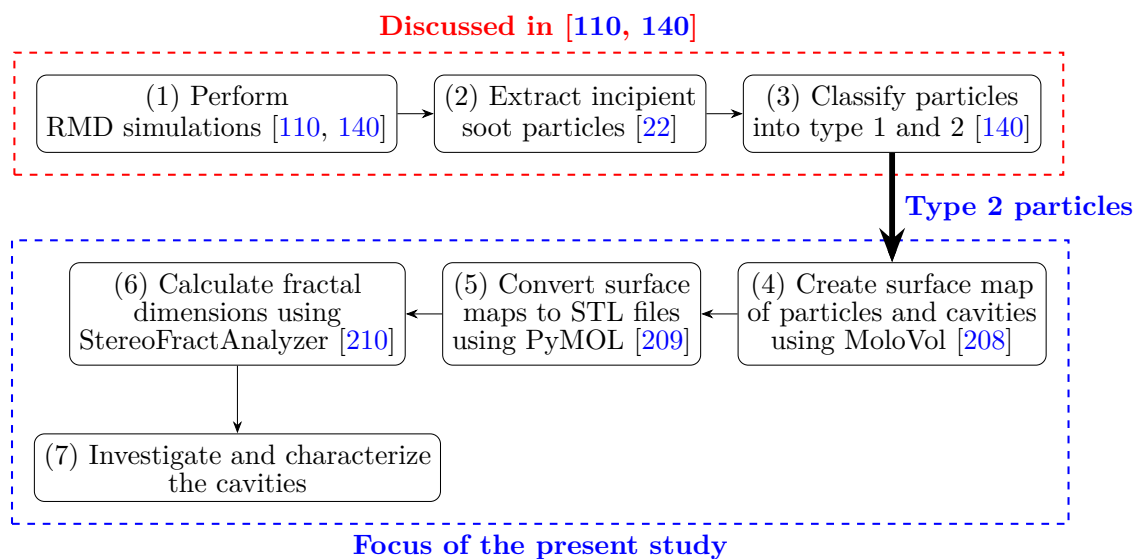 Discussed in [110, 140]
(1) Perform
RMD simulations [110, 140]
(2) Extract incipient
soot particles [22]
(3) Classify particles
into type 1 and 2 [140]
Type 2 particles
(4) Create surface map
of particles and cavities
using MoloVol [208]
(5) Convert surface
maps to STL files
using PyMOL [209]
(6) Calculate fractal
dimensions using
StereoFractAnalyzer [210]
(7) Investigate and characterize
the cavities
Focus of the present study